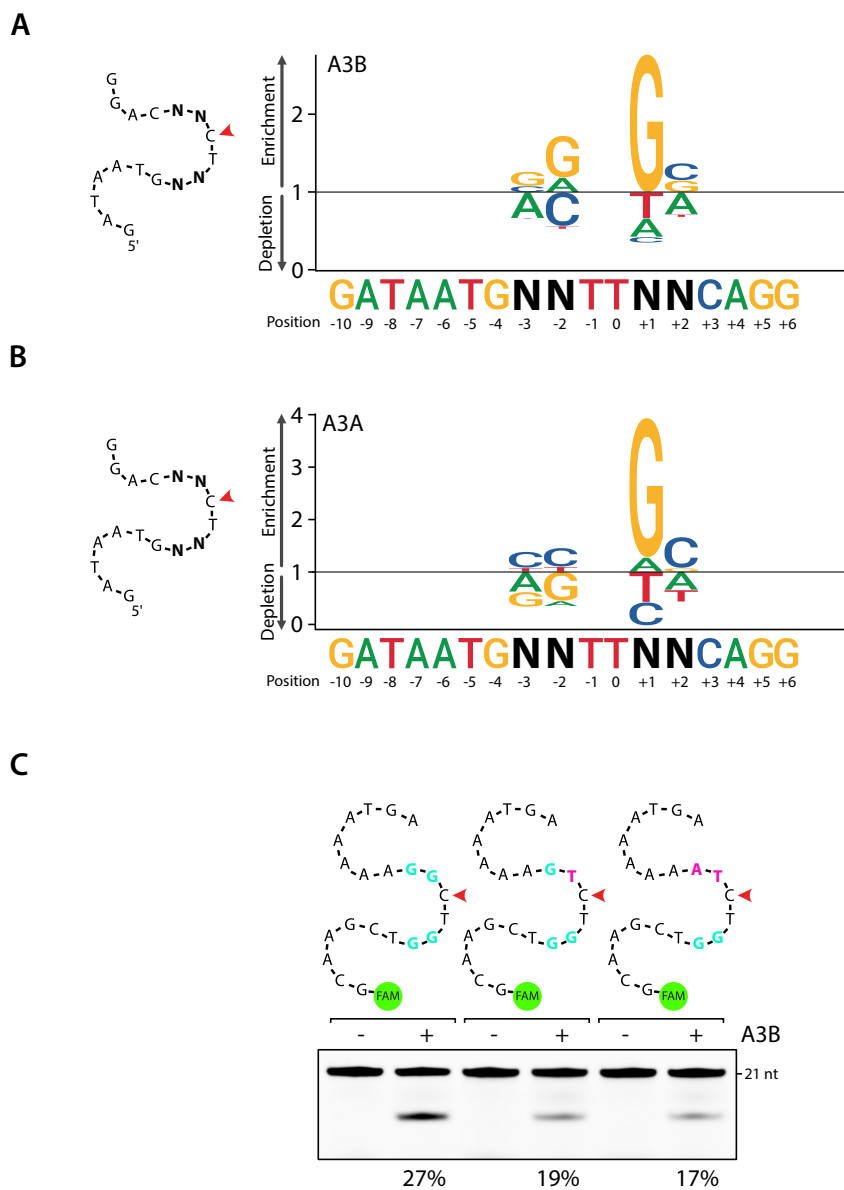 A
A3B
Enrichment
Depletion
2
1
0
G
G
A
C
N
N
C
T
N
N
G
T
A
A
T
A
G
5'
G
C
A
G
A
C
T
G
T
A
C
C
G
A
T
GATAATGNNTTNNCAGG
Position -10 -9 -8 -7 -6 -5 -4 -3 -2 -1 0 +1 +2 +3 +4 +5 +6
B
A3A
Enrichment
Depletion
4
3
2
1
0
G
G
A
C
N
N
C
T
N
N
G
T
A
A
T
A
G
5'
C
T
A
G
C
T
G
A
G
A
T
C
C
G
A
T
GATAATGNNTTNNCAGG
Position -10 -9 -8 -7 -6 -5 -4 -3 -2 -1 0 +1 +2 +3 +4 +5 +6
C
A G T A A A A A G G C T G G T C G A A C G FAM
A G T A A A A A G T C T G G T C G A A C G FAM
A G T A A A A A A T C T G G T C G A A C G FAM
- + - + - + A3B
21 nt
27% 19% 17%